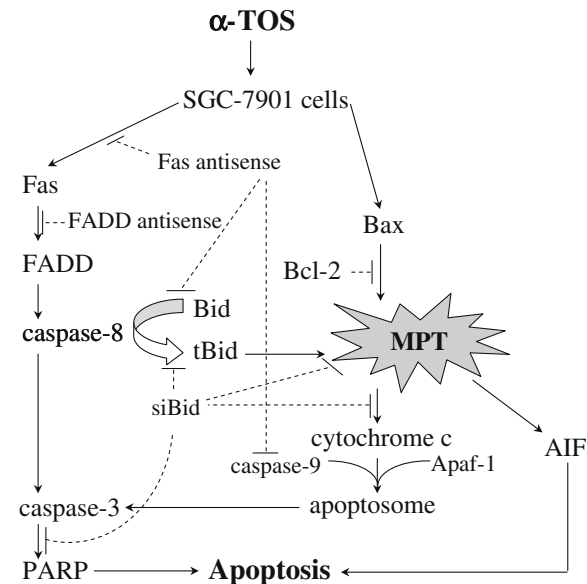 α-TOS
SGC-7901 cells
Fas antisense
Fas
FADD antisense
Bax
FADD
Bcl-2
caspase-8
Bid
MPT
tBid
siBid
cytochrome c
AIF
caspase-9
Apaf-1
caspase-3
apoptosome
PARP
Apoptosis